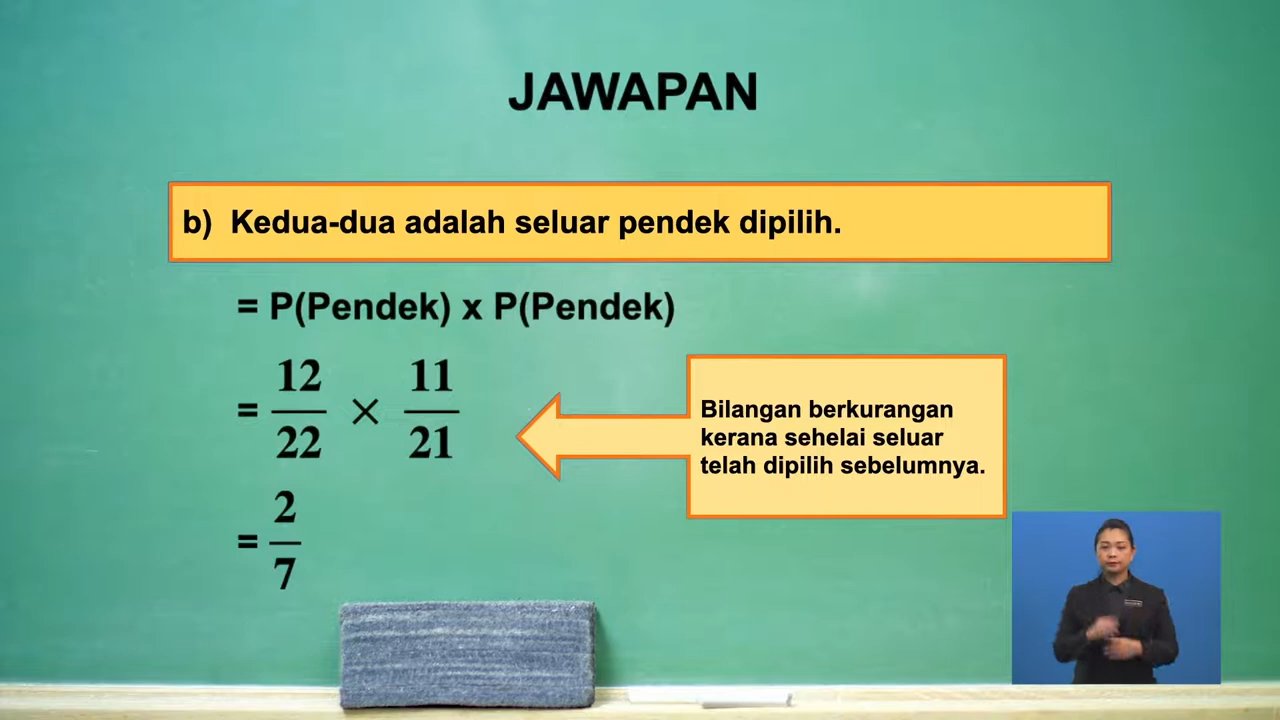 JAWAPAN
b) Kedua-dua adalah seluar pendek dipilih.
= P(Pendek) x P(Pendek)
= 12/22 × 11/21
Bilangan berkurangan
kerana sehelai seluar
telah dipilih sebelumnya.
= 2/7